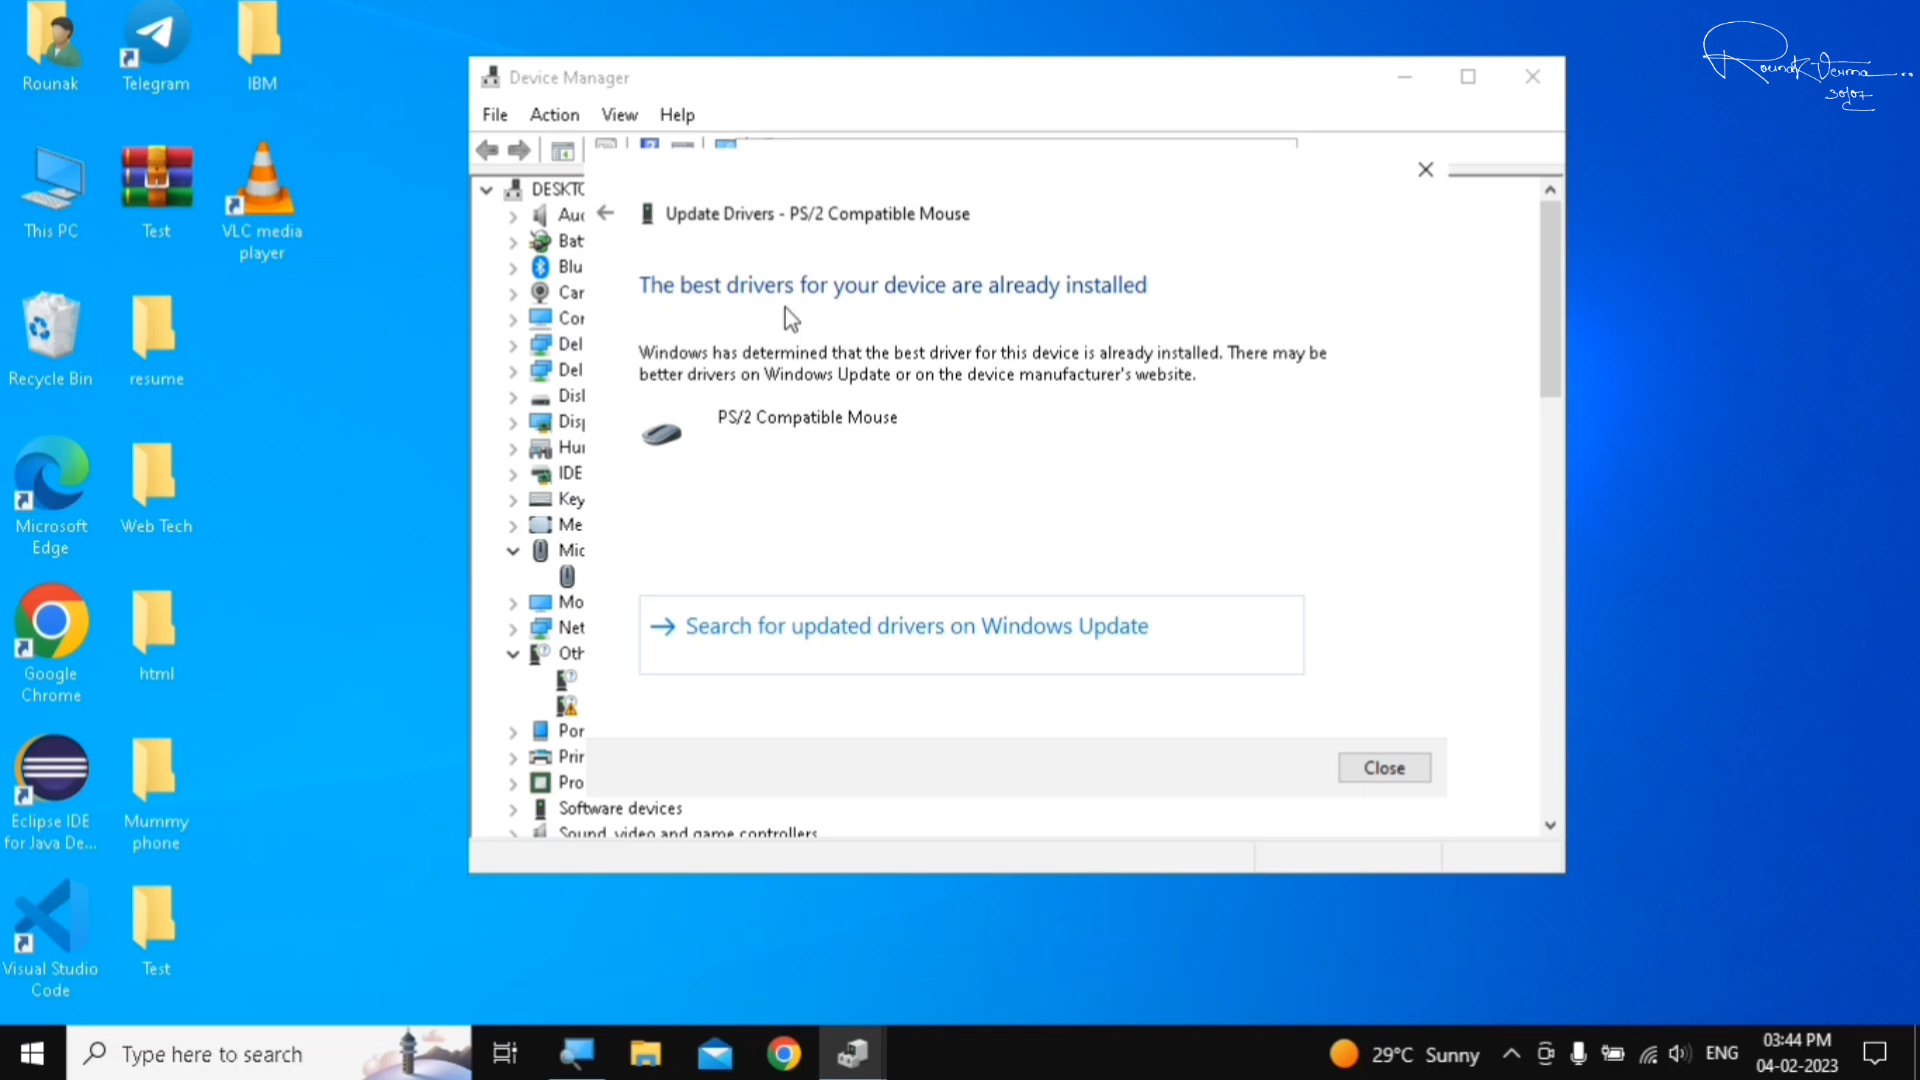 Rounak
Telegram
IBM
This PC
Test
VLC media
player
Recycle Bin
resume
Microsoft
Edge
Web Tech
Google
Chrome
html
Eclipse IDE
for Java De...
Mummy
phone
Visual Studio
Code
Test
Rounak Verma...
30/07
Device Manager
File Action View Help
DESKTO
Auc
Bat
Blu
Car
Cor
Del
Del
Disl
Disp
Hur
IDE
Key
Me
Mic
Mo
Net
Oth
Por
Prir
Pro
Software devices
Sound, video and game controllers
Update Drivers - PS/2 Compatible Mouse
The best drivers for your device are already installed
Windows has determined that the best driver for this device is already installed. There may be
better drivers on Windows Update or on the device manufacturer's website.
PS/2 Compatible Mouse
Search for updated drivers on Windows Update
Close
Type here to search
29°C Sunny
ENG
03:44 PM
04-02-2023